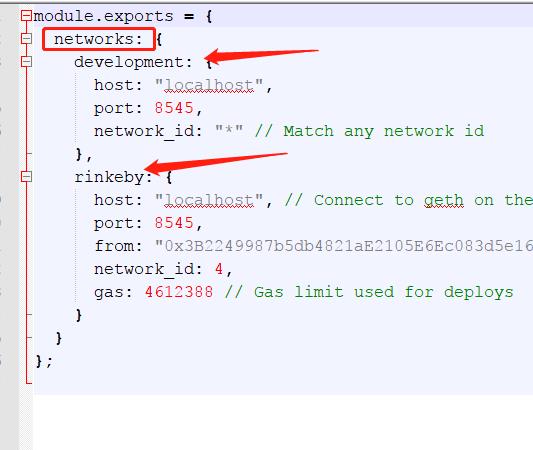 module.exports = {
networks: {
development: {
host: "localhost",
port: 8545,
network_id: "*" // Match any network id
},
rinkeby: {
host: "localhost", // Connect to geth on the
port: 8545,
from: "0x3B2249987b5db4821aE2105E6Ec083d5e16
network_id: 4,
gas: 4612388 // Gas limit used for deploys
}
}
};